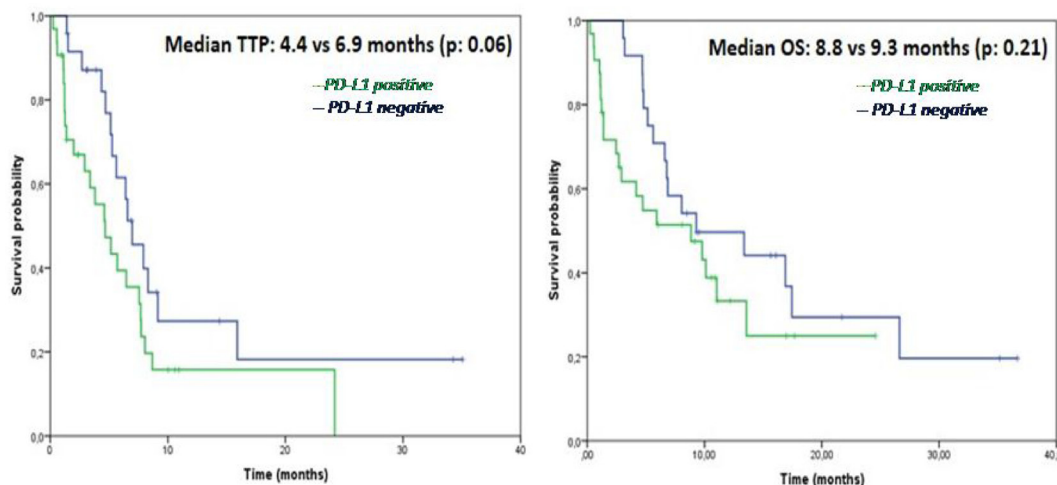 Median TTP: 4.4 vs 6.9 months (p: 0.06)
PD-L1 positive
PD-L1 negative
Survival probability
1,0
0,8
0,6
0,4
0,2
0,0
0
10
20
30
40
Time (months)
Median OS: 8.8 vs 9.3 months (p: 0.21)
PD-L1 positive
PD-L1 negative
Survival probability
1,0
0,8
0,6
0,4
0,2
0,0
,00
10,00
20,00
30,00
40,
Time (months)